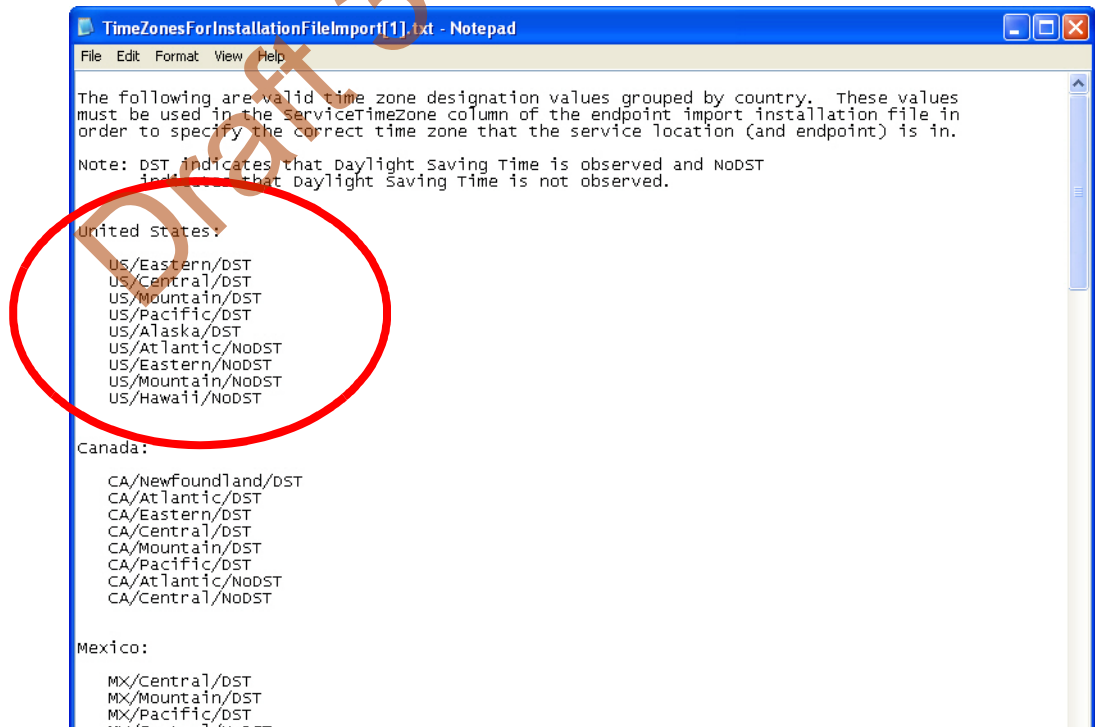 TimeZonesForInstallationFileImport[1].txt - Notepad
File Edit Format View Help
The following are valid time zone designation values grouped by country. These values
must be used in the ServiceTimeZone column of the endpoint import installation file in
order to specify the correct time zone that the service location (and endpoint) is in.
Note: DST indicates that Daylight Saving Time is observed and NoDST
indicates that Daylight Saving Time is not observed.
United States:
US/Eastern/DST
US/Central/DST
US/Mountain/DST
US/Pacific/DST
US/Alaska/DST
US/Atlantic/NoDST
US/Eastern/NoDST
US/Mountain/NoDST
US/Hawaii/NoDST
Canada:
CA/Newfoundland/DST
CA/Atlantic/DST
CA/Eastern/DST
CA/Central/DST
CA/Mountain/DST
CA/Pacific/DST
CA/Atlantic/NoDST
CA/Central/NoDST
Mexico:
MX/Central/DST
MX/Mountain/DST
MX/Pacific/DST
Draft